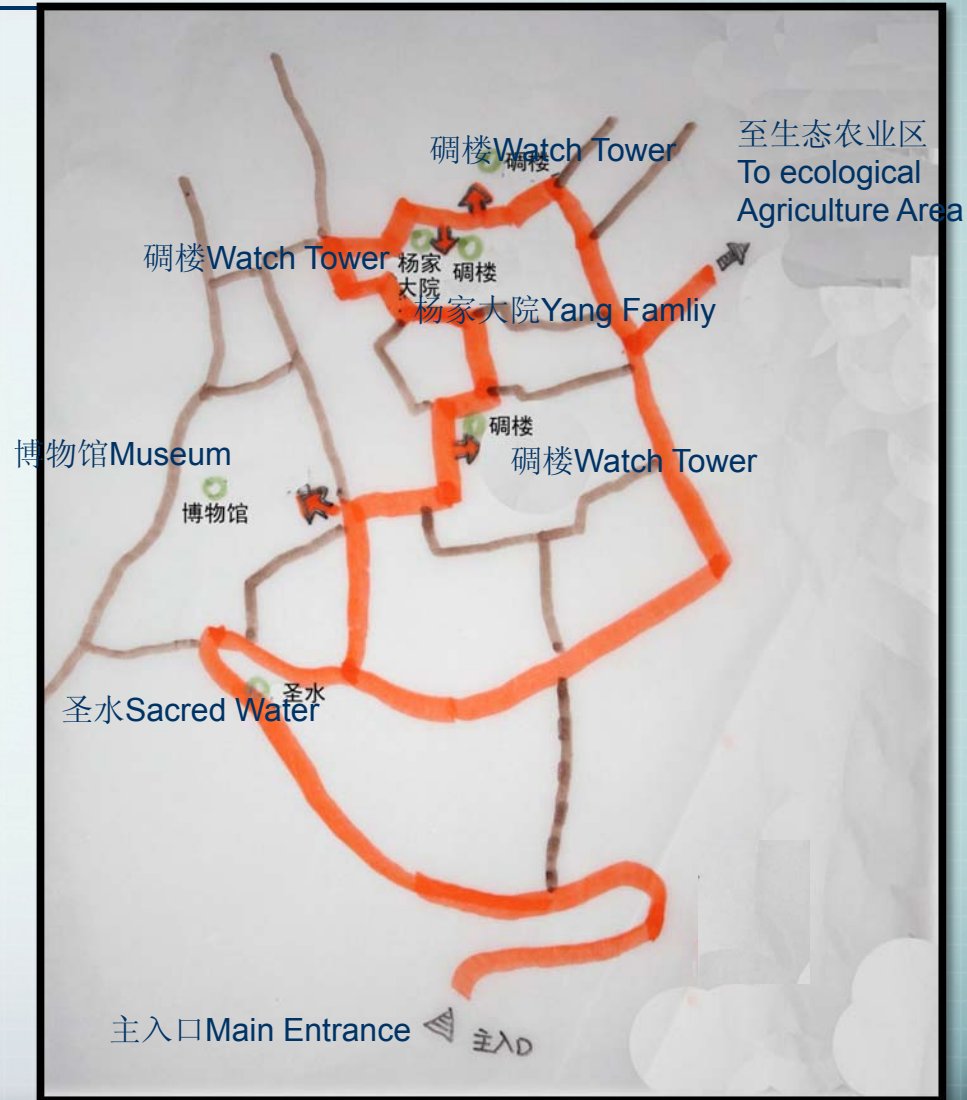 碉楼Watch Tower
碉楼
至生态农业区
To ecological
Agriculture Area
碉楼Watch Tower
杨家
大院
碉楼
杨家大院Yang Famliy
碉楼
碉楼Watch Tower
博物馆Museum
博物馆
圣水
圣水Sacred Water
主入口Main Entrance
主入口